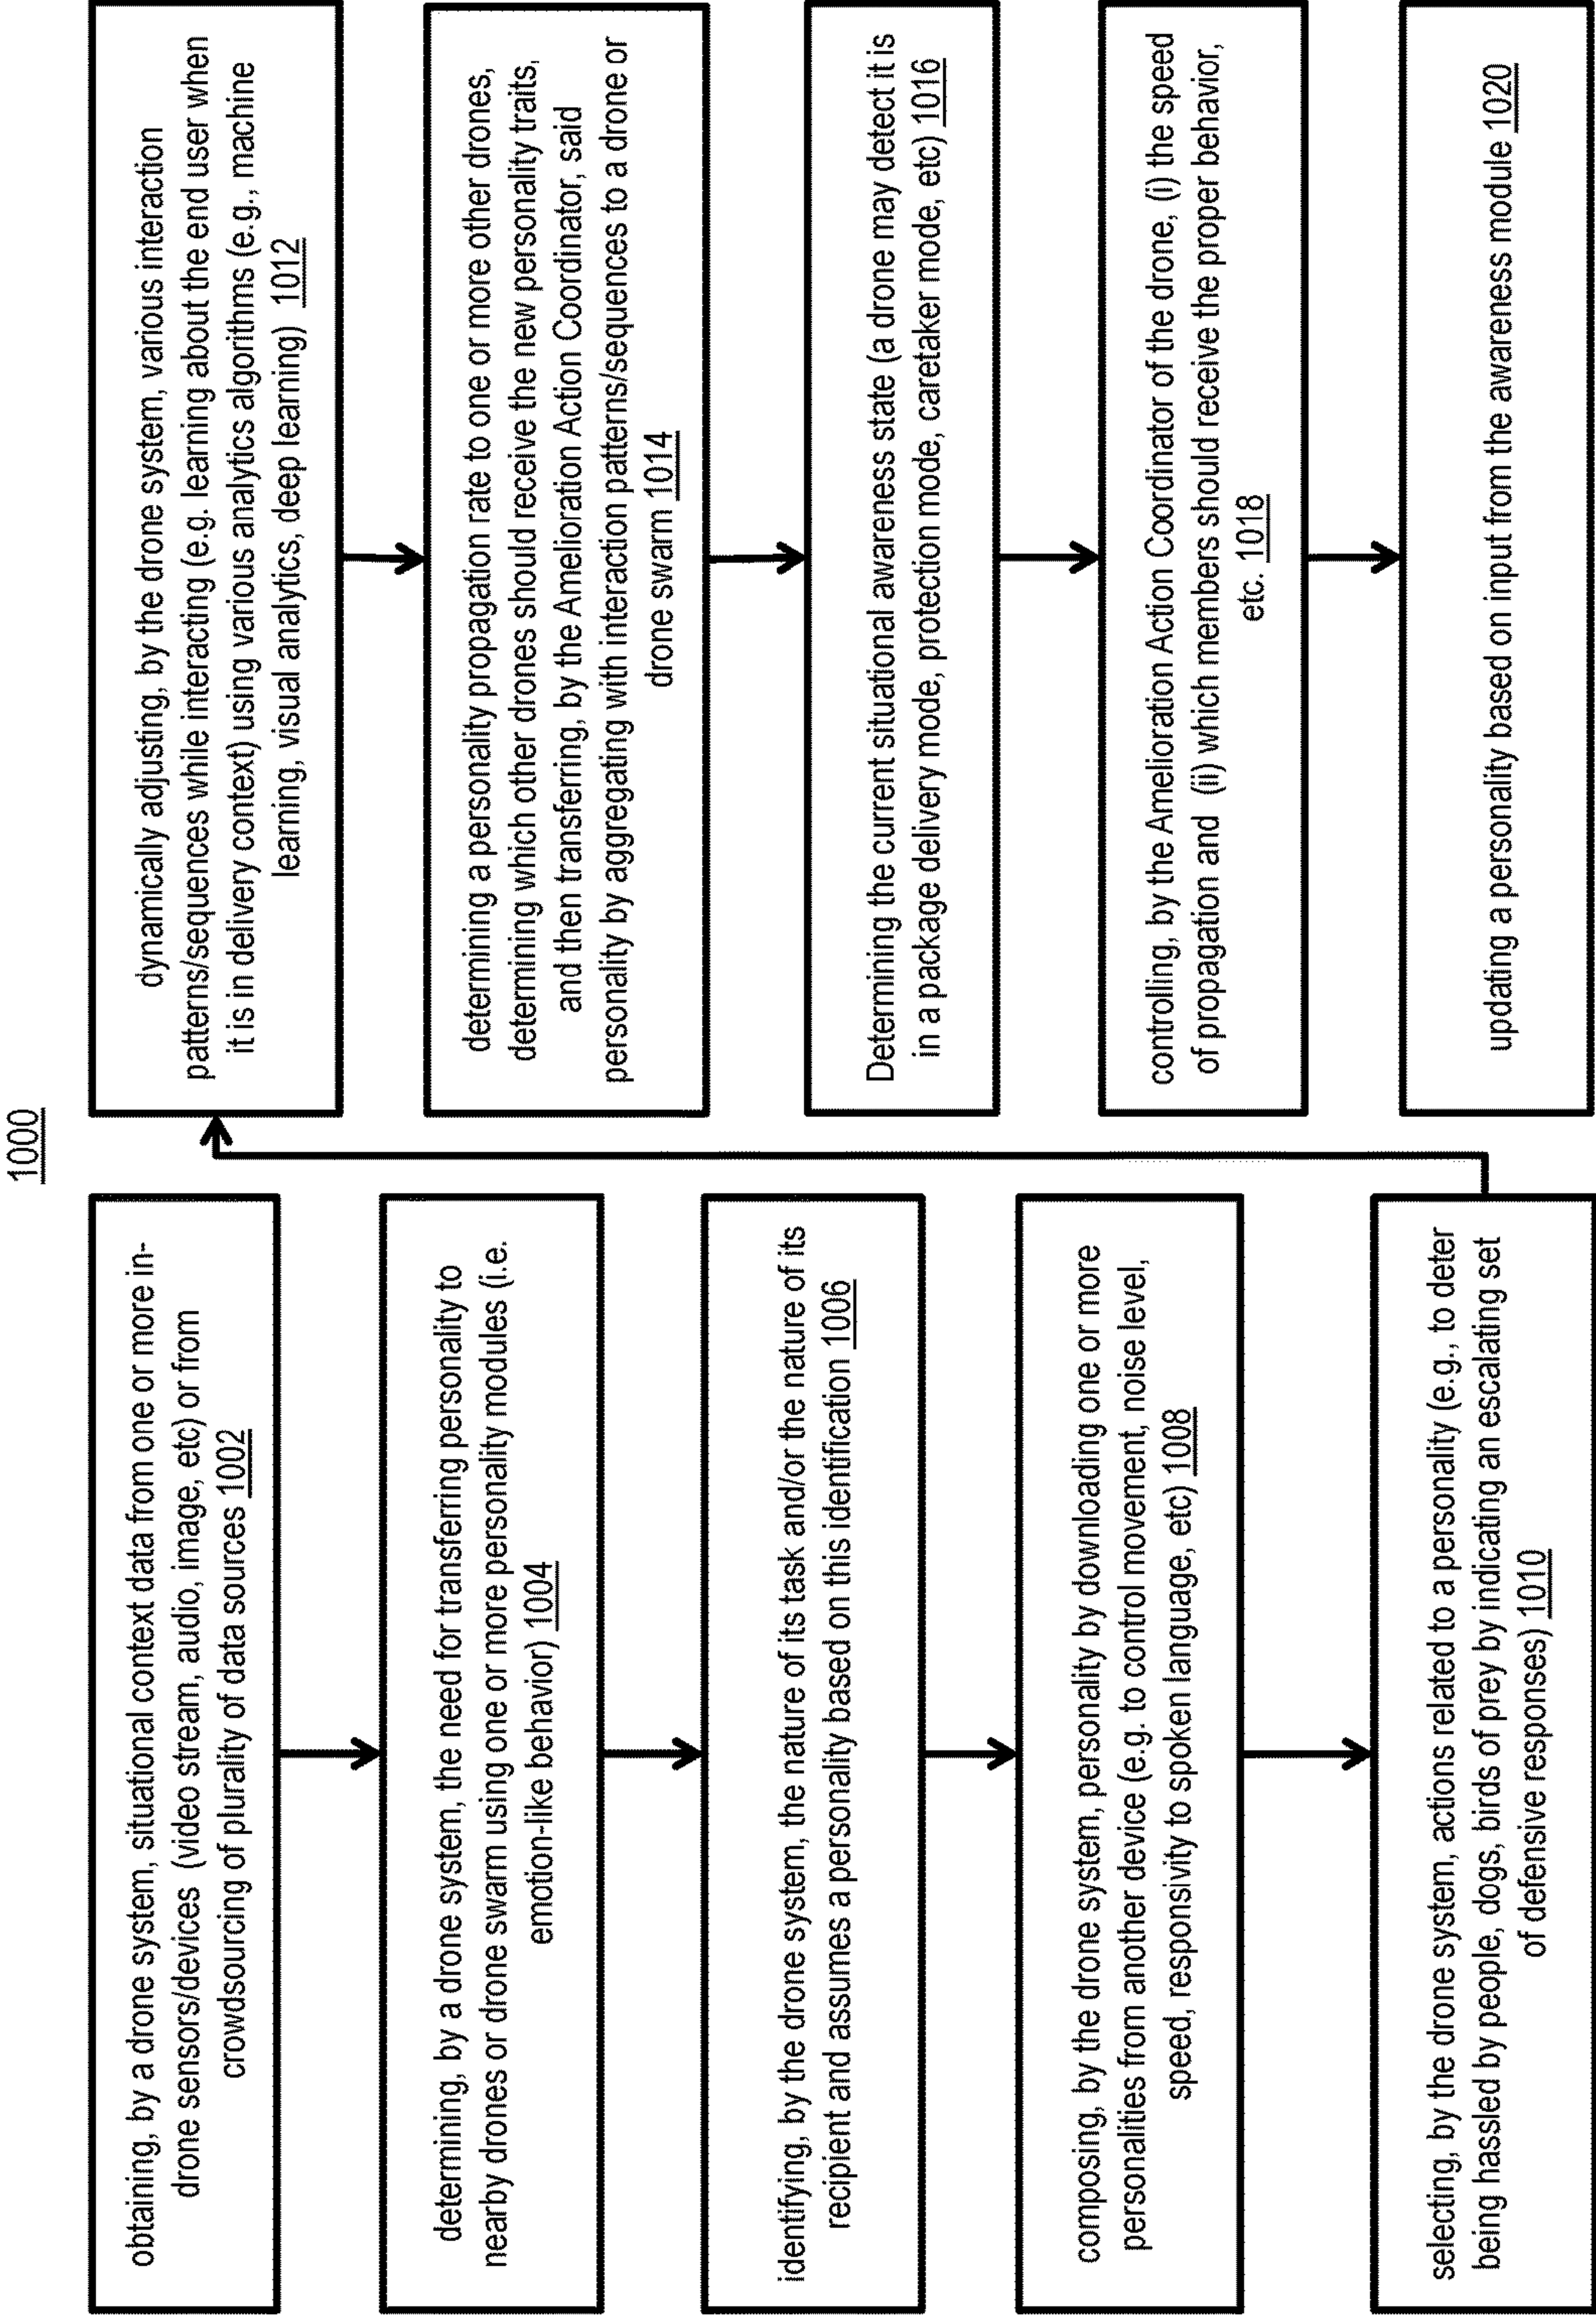 1000
obtaining, by a drone system, situational context data from one or more in-
drone sensors/devices (video stream, audio, image, etc) or from
crowdsourcing of plurality of data sources 1002
determining, by a drone system, the need for transferring personality to
nearby drones or drone swarm using one or more personality modules (i.e.
emotion-like behavior) 1004
identifying, by the drone system, the nature of its task and/or the nature of its
recipient and assumes a personality based on this identification 1006
composing, by the drone system, personality by downloading one or more
personalities from another device (e.g. to control movement, noise level,
speed, responsivity to spoken language, etc) 1008
selecting, by the drone system, actions related to a personality (e.g., to deter
being hassled by people, dogs, birds of prey by indicating an escalating set
of defensive responses) 1010
dynamically adjusting, by the drone system, various interaction
patterns/sequences while interacting (e.g. learning about the end user when
it is in delivery context) using various analytics algorithms (e.g., machine
learning, visual analytics, deep learning) 1012
determining a personality propagation rate to one or more other drones,
determining which other drones should receive the new personality traits,
and then transferring, by the Amelioration Action Coordinator, said
personality by aggregating with interaction patterns/sequences to a drone or
drone swarm 1014
Determining the current situational awareness state (a drone may detect it is
in a package delivery mode, protection mode, caretaker mode, etc) 1016
controlling, by the Amelioration Action Coordinator of the drone, (i) the speed
of propagation and (ii) which members should receive the proper behavior,
etc. 1018
updating a personality based on input from the awareness module 1020